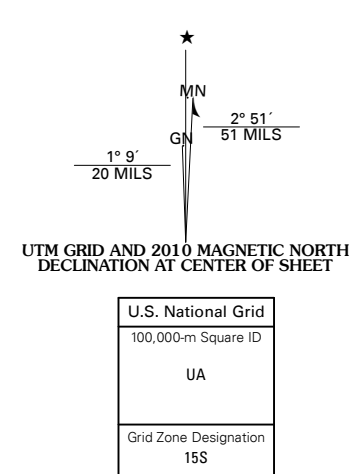 ★
MN
GN
2° 51´
51 MILS
1° 9´
20 MILS
UTM GRID AND 2010 MAGNETIC NORTH
DECLINATION AT CENTER OF SHEET
U.S. National Grid
100,000-m Square ID
UA
Grid Zone Designation
15S